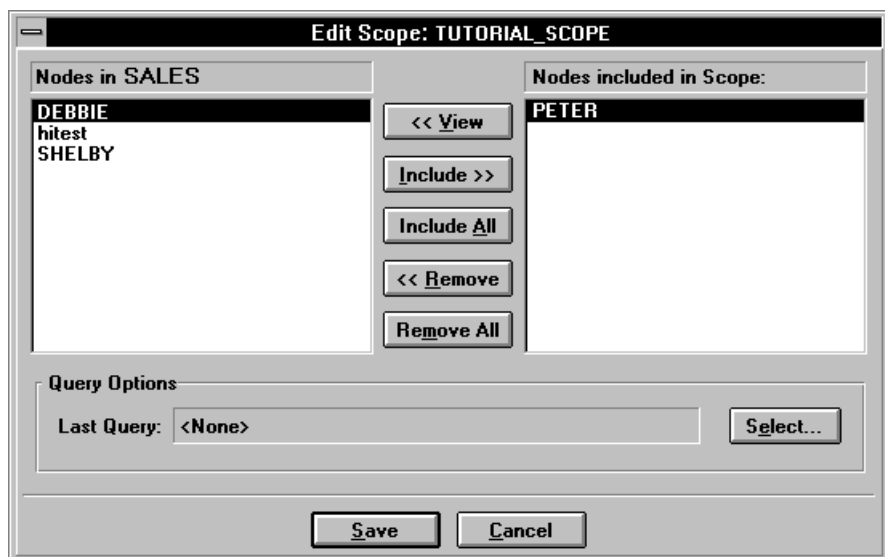 Edit Scope: TUTORIAL_SCOPE
Nodes in SALES
DEBBIE
hitest
SHELBY
<< View
Include >>
Include All
<< Remove
Remove All
Nodes included in Scope:
PETER
Query Options
Last Query: <None>
Select...
Save
Cancel